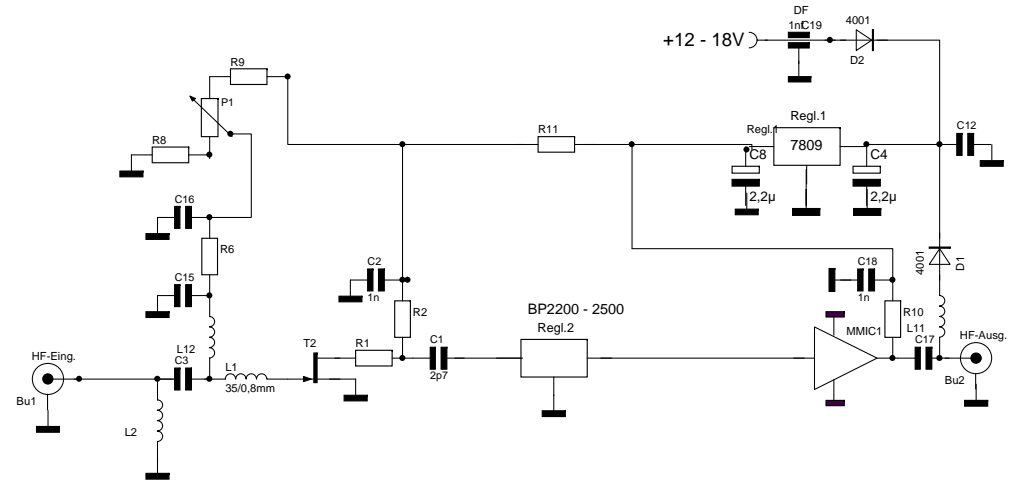 DF
1nfC19
4001
+12 - 18V
D2
R9
P1
Regl.1
Regl.1
7809
R11
C12
R8
C8
C4
2,2µ
2,2µ
C16
R6
4001
D1
C15
C2
1n
C18
1n
R2
BP2200 - 2500
R10
L11
MMIC1
Regl.2
T2
R1
C1
2p7
C17
HF-Ausg.
Bu2
L12
C3
HF-Eing.
Bu1
L1
35/0,8mm
L2